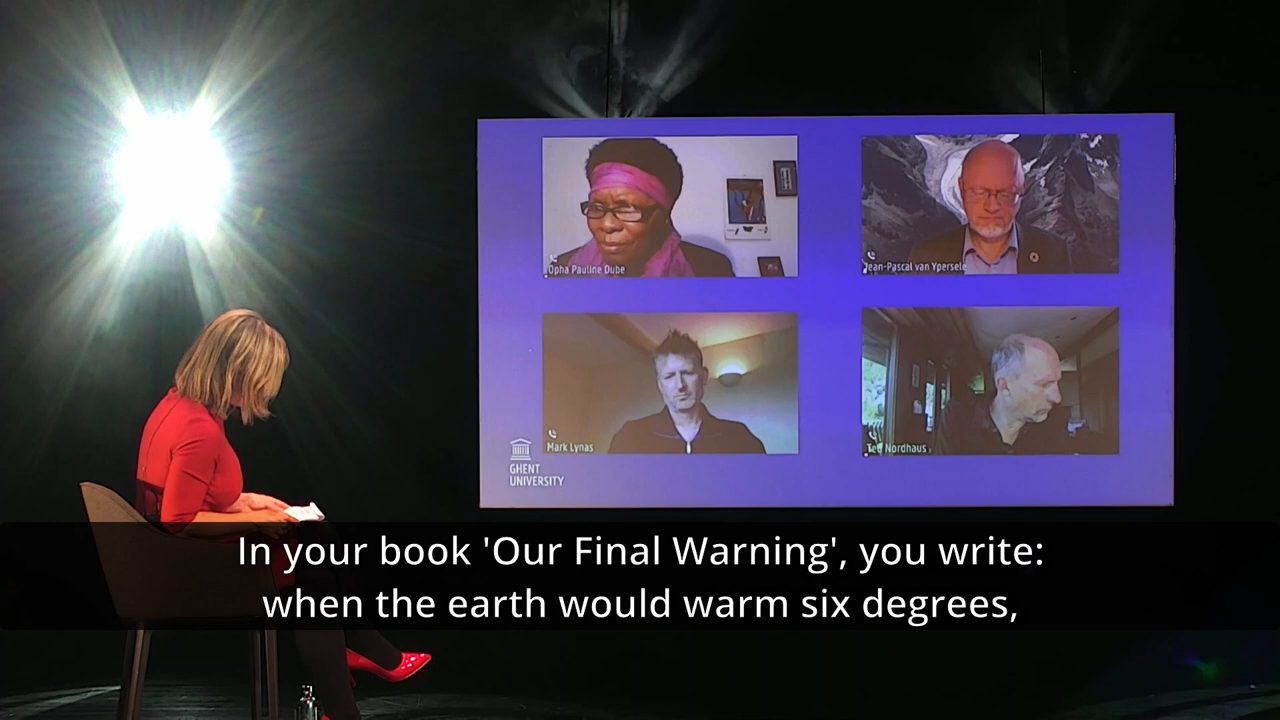 Opha Pauline Dube
Jean-Pascal van Ypersele
Mark Lynas
Ted Nordhaus
GHENT
UNIVERSITY
In your book 'Our Final Warning', you write:
when the earth would warm six degrees,